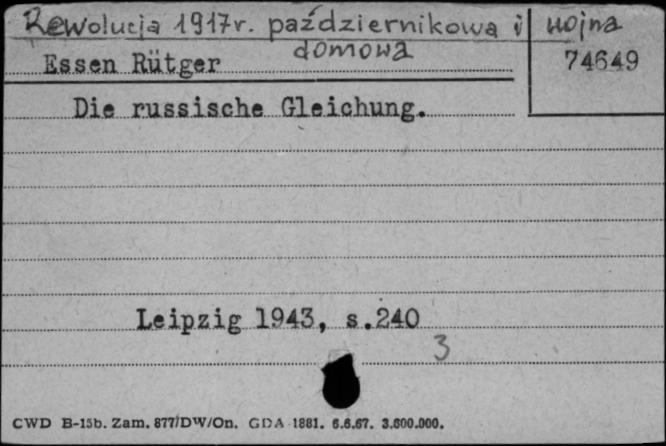 Rewolucja 1917r. październikowa i wojna
domowa
Essen Rütger
74649
Die russische Gleichung.
Leipzig 1943, s.240
3
CWD B-15b. Zam. 877/DW/On. GDA 1881. 6.6.67. 3.600.000.